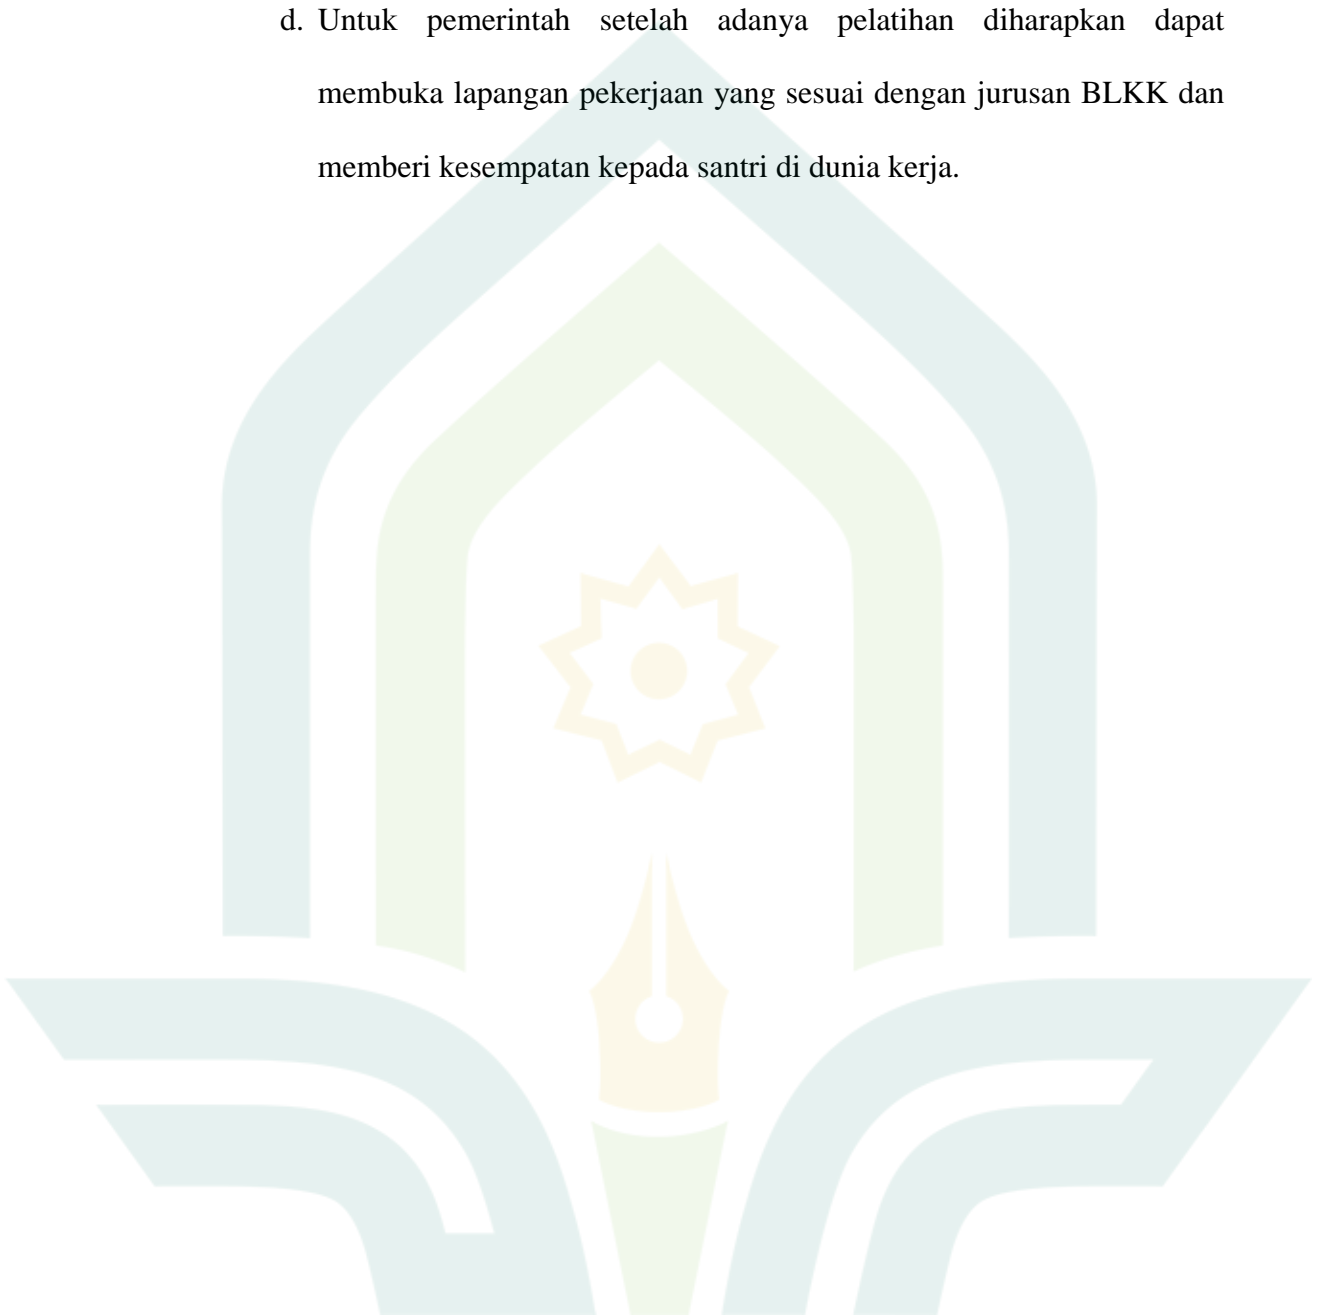 d. Untuk pemerintah setelah adanya pelatihan diharapkan dapat
membuka lapangan pekerjaan yang sesuai dengan jurusan BLKK dan
memberi kesempatan kepada santri di dunia kerja.